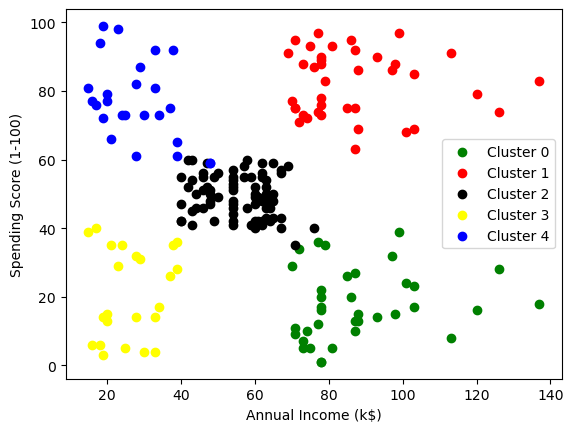 100
80
60
40
20
0
Spending Score (1-100)
Cluster 0
Cluster 1
Cluster 2
Cluster 3
Cluster 4
20 40 60 80 100 120 140
Annual Income (k$)